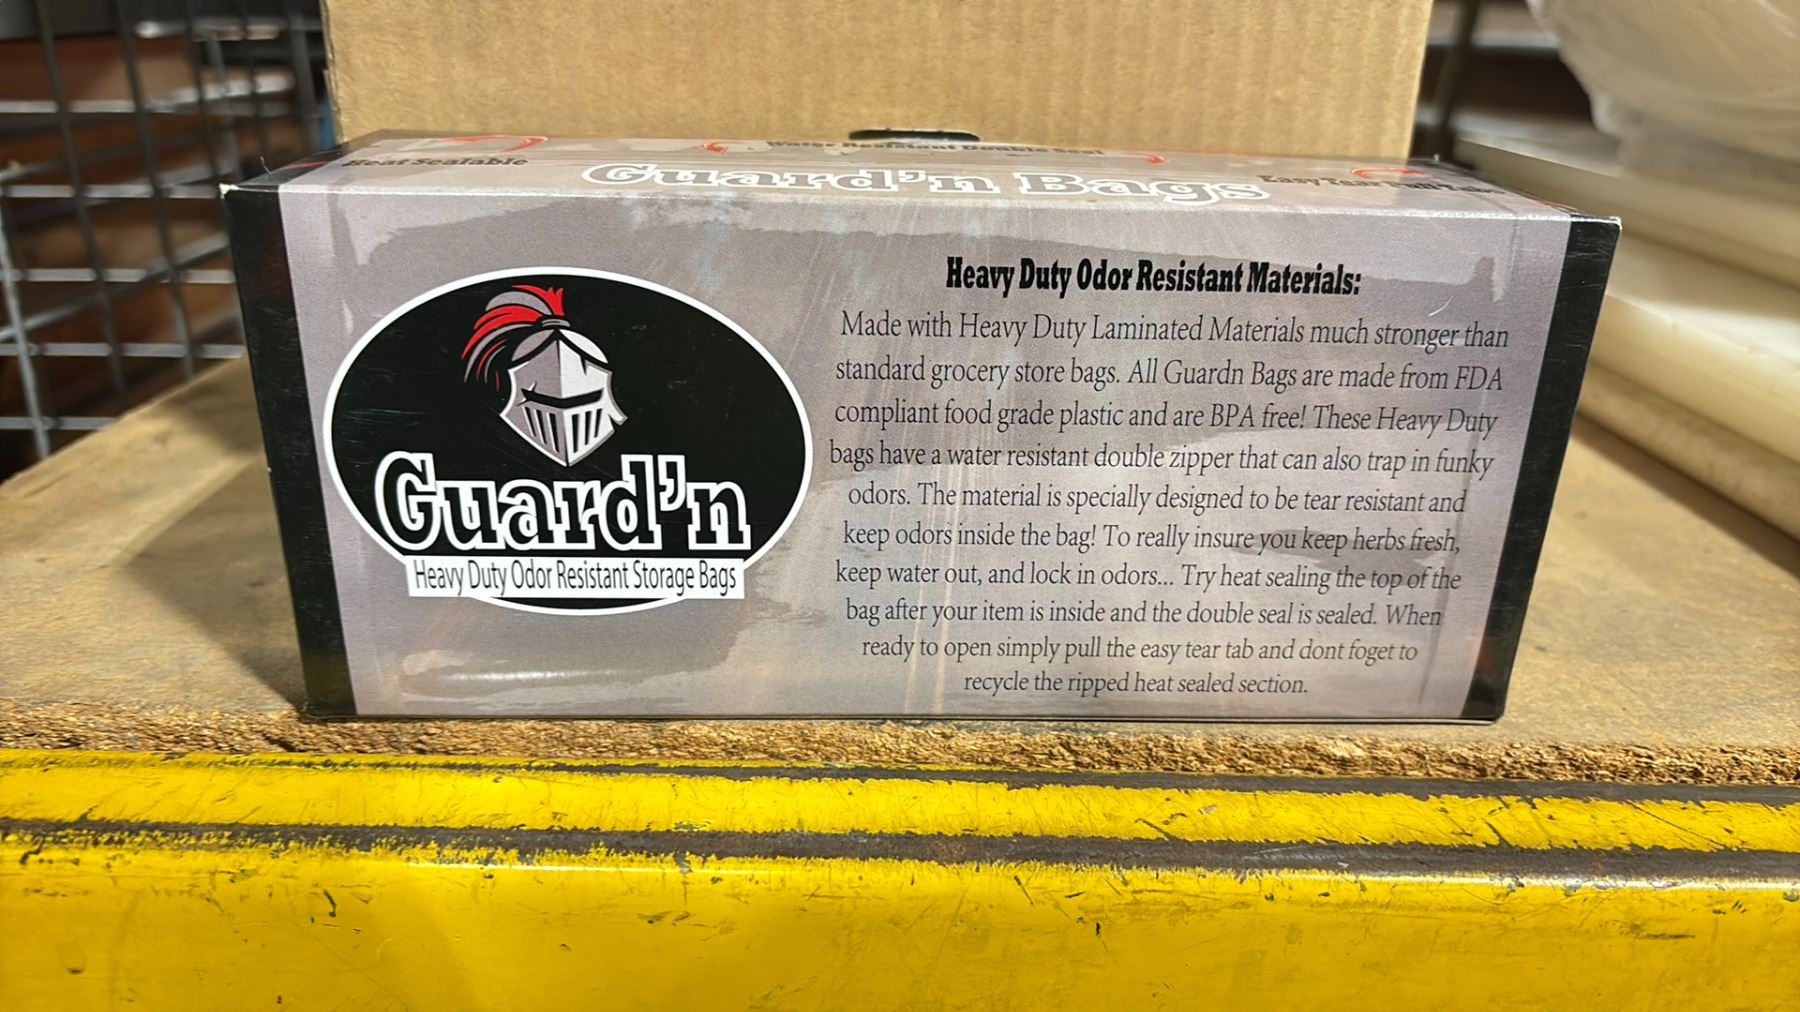 Heat Sealable
Water Resistant Double Seal
Easy Tear Pull Tabs
Guard'n Bags
Guard'n
Heavy Duty Odor Resistant Storage Bags
Heavy Duty Odor Resistant Materials:
Made with Heavy Duty Laminated Materials much stronger than
standard grocery store bags. All Guardn Bags are made from FDA
compliant food grade plastic and are BPA free! These Heavy Duty
bags have a water resistant double zipper that can also trap in funky
odors. The material is specially designed to be tear resistant and
keep odors inside the bag! To really insure you keep herbs fresh,
keep water out, and lock in odors... Try heat sealing the top of the
bag after your item is inside and the double seal is sealed. When
ready to open simply pull the easy tear tab and dont foget to
recycle the ripped heat sealed section.